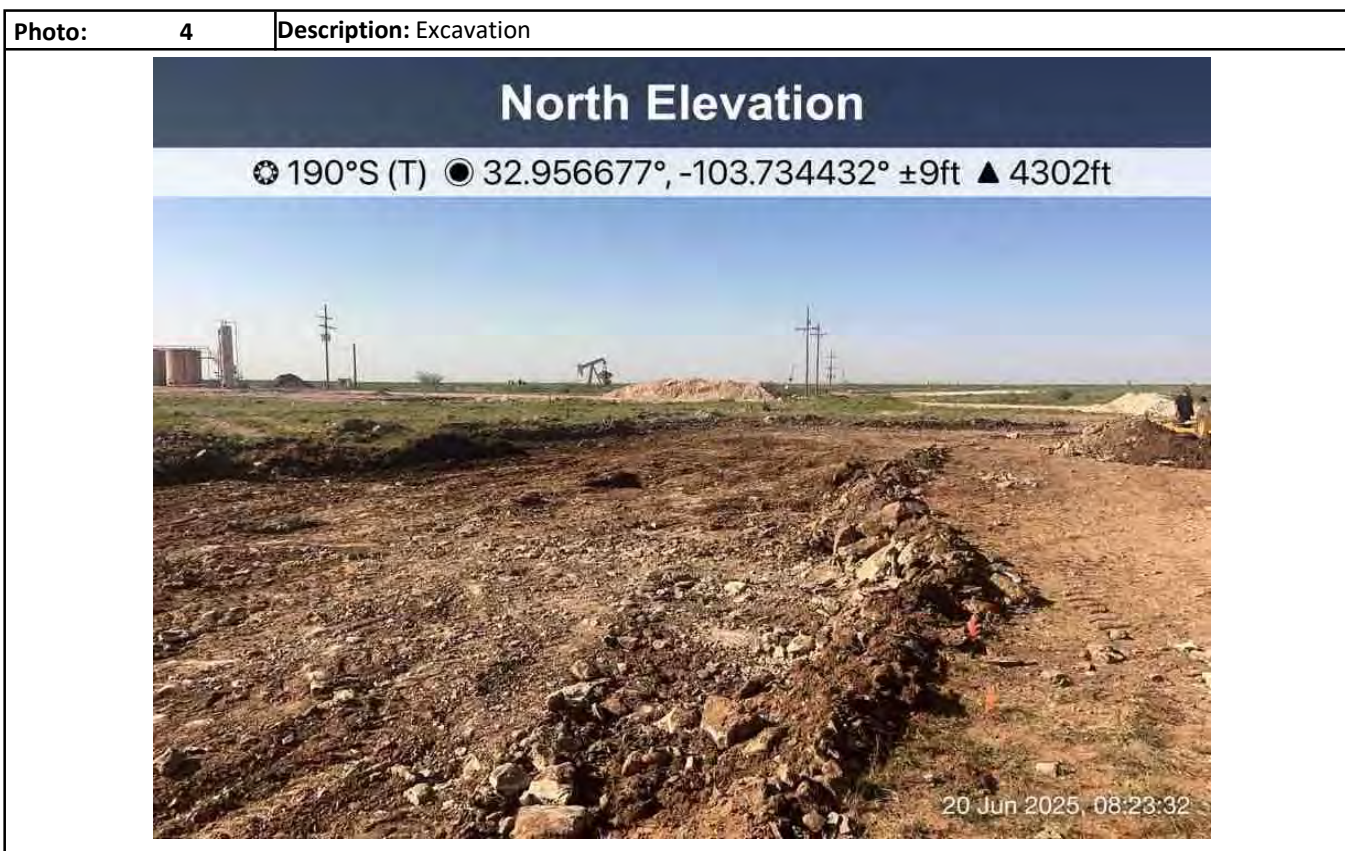 Photo: 4 Description: Excavation
North Elevation
190°S (T) 32.956677°, -103.734432° ±9ft ▲ 4302ft
20 Jun 2025, 08:23:32